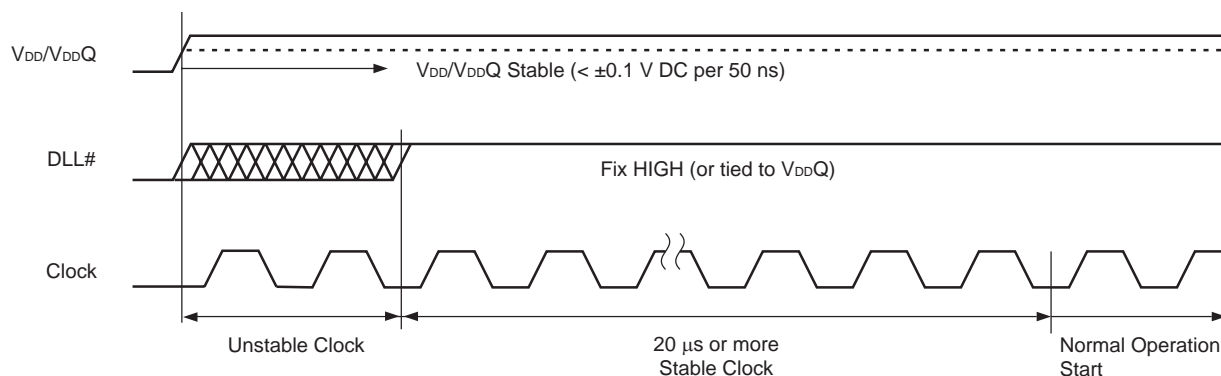 VDD/VDDQ
VDD/VDDQ Stable (< ±0.1 V DC per 50 ns)
DLL#
Fix HIGH (or tied to VDDQ)
Clock
Unstable Clock
20 μs or more
Stable Clock
Normal Operation
Start